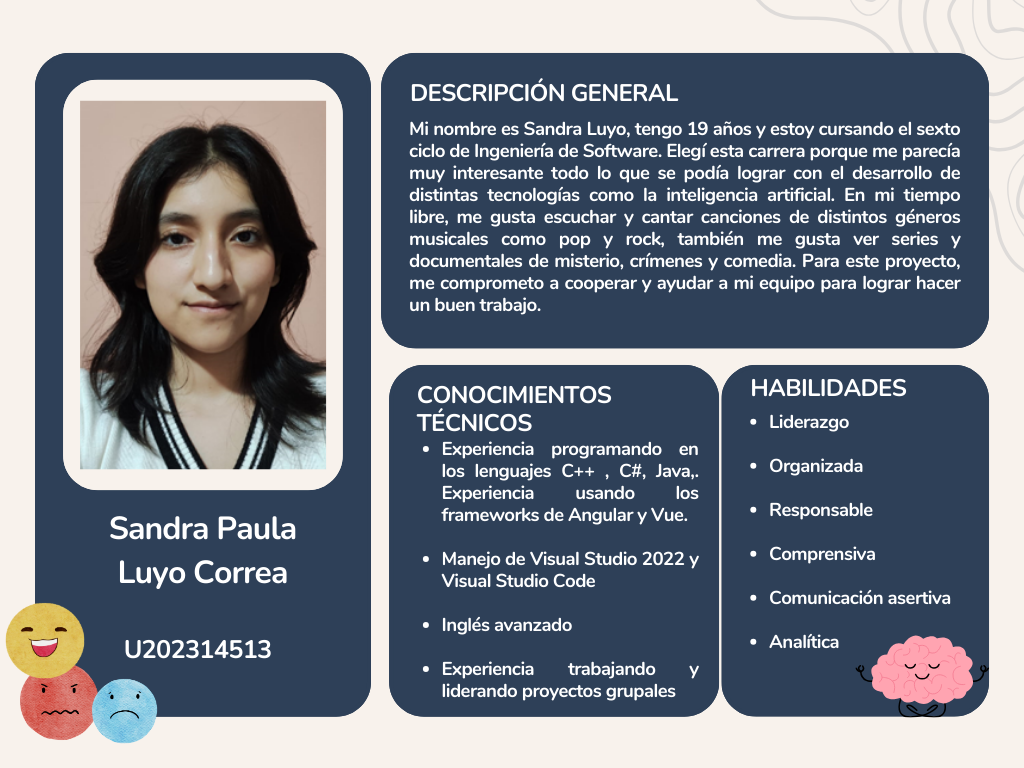 Sandra Paula
Luyo Correa
U202314513
DESCRIPCIÓN GENERAL
Mi nombre es Sandra Luyo, tengo 19 años y estoy cursando el sexto
ciclo de Ingeniería de Software. Elegí esta carrera porque me parecía
muy interesante todo lo que se podía lograr con el desarrollo de
distintas tecnologías como la inteligencia artificial. En mi tiempo
libre, me gusta escuchar y cantar canciones de distintos géneros
musicales como pop y rock, también me gusta ver series y
documentales de misterio, crímenes y comedia. Para este proyecto,
me comprometo a cooperar y ayudar a mi equipo para lograr hacer
un buen trabajo.
CONOCIMIENTOS
TÉCNICOS
• Experiencia programando en
los lenguajes C++ , C#, Java,.
Experiencia usando los
frameworks de Angular y Vue.
• Manejo de Visual Studio 2022 y
Visual Studio Code
• Inglés avanzado
• Experiencia trabajando y
liderando proyectos grupales
HABILIDADES
• Liderazgo
• Organizada
• Responsable
• Comprensiva
• Comunicación asertiva
• Analítica